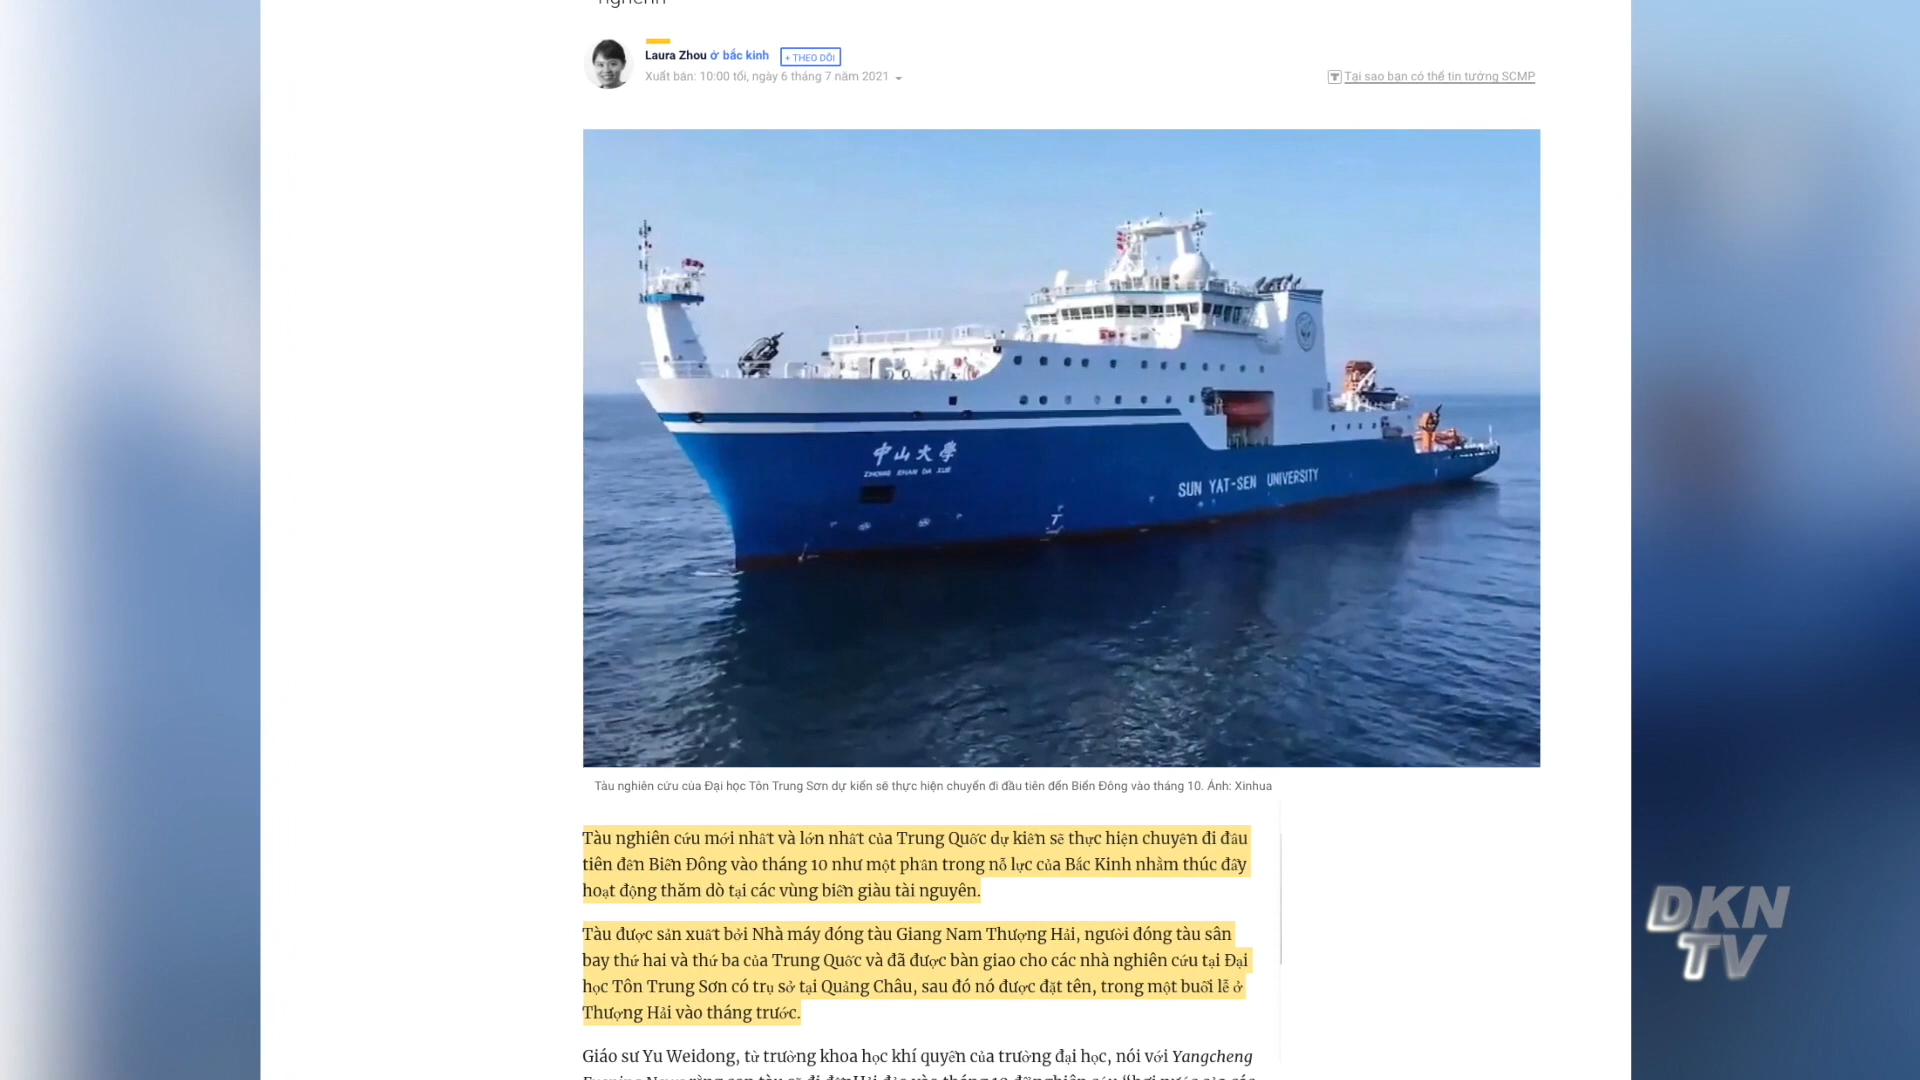 Laura Zhou ở bắc kinh + THEO DÕI
Xuất bản: 10:00 tối, ngày 6 tháng 7 năm 2021
Tại sao bạn có thể tin tưởng SCMP
中山大學
ZHONG SHAN DA XUE
SUN YAT-SEN UNIVERSITY
Tàu nghiên cứu của Đại học Tôn Trung Sơn dự kiến sẽ thực hiện chuyến đi đầu tiên đến Biển Đông vào tháng 10. Ảnh: Xinhua
Tàu nghiên cứu mới nhất và lớn nhất của Trung Quốc dự kiến sẽ thực hiện chuyến đi đầu
tiên đến Biển Đông vào tháng 10 như một phần trong nỗ lực của Bắc Kinh nhằm thúc đẩy
hoạt động thăm dò tại các vùng biển giàu tài nguyên.
Tàu được sản xuất bởi Nhà máy đóng tàu Giang Nam Thượng Hải, người đóng tàu sân
bay thứ hai và thứ ba của Trung Quốc và đã được bàn giao cho các nhà nghiên cứu tại Đại
học Tôn Trung Sơn có trụ sở tại Quảng Châu, sau đó nó được đặt tên, trong một buổi lễ ở
Thượng Hải vào tháng trước.
Giáo sư Yu Weidong, từ trường khoa học khí quyển của trường đại học, nói với Yangcheng
DKN
TV